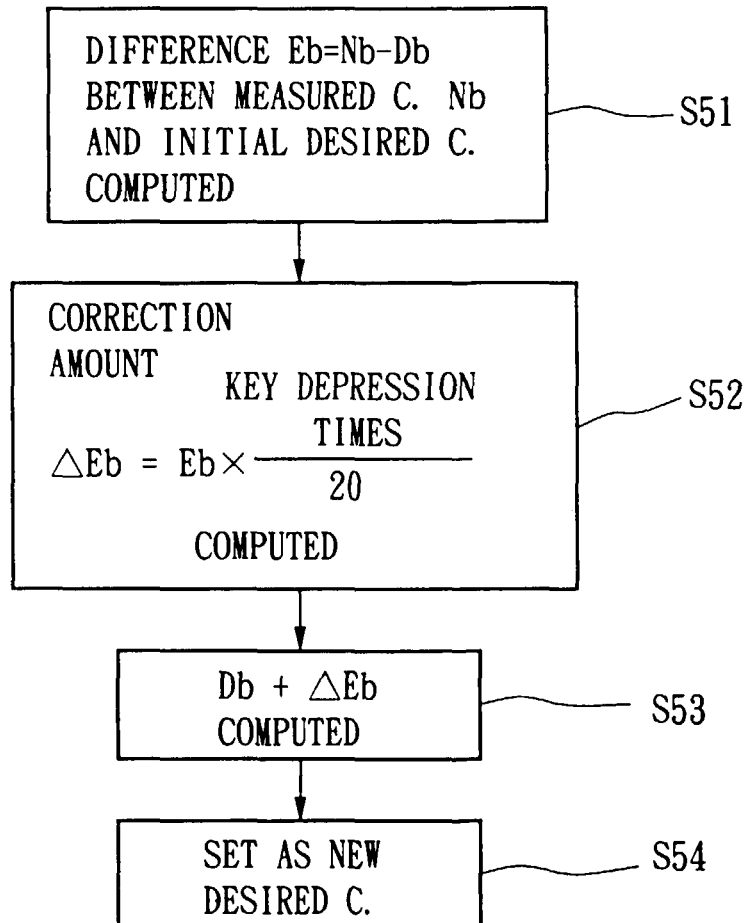 DIFFERENCE Eb=Nb-Db
BETWEEN MEASURED C. Nb
AND INITIAL DESIRED C.
COMPUTED
S51
CORRECTION
AMOUNT
KEY DEPRESSION
TIMES
△Eb = Eb×
20
COMPUTED
S52
Db + △Eb
COMPUTED
S53
SET AS NEW
DESIRED C.
S54